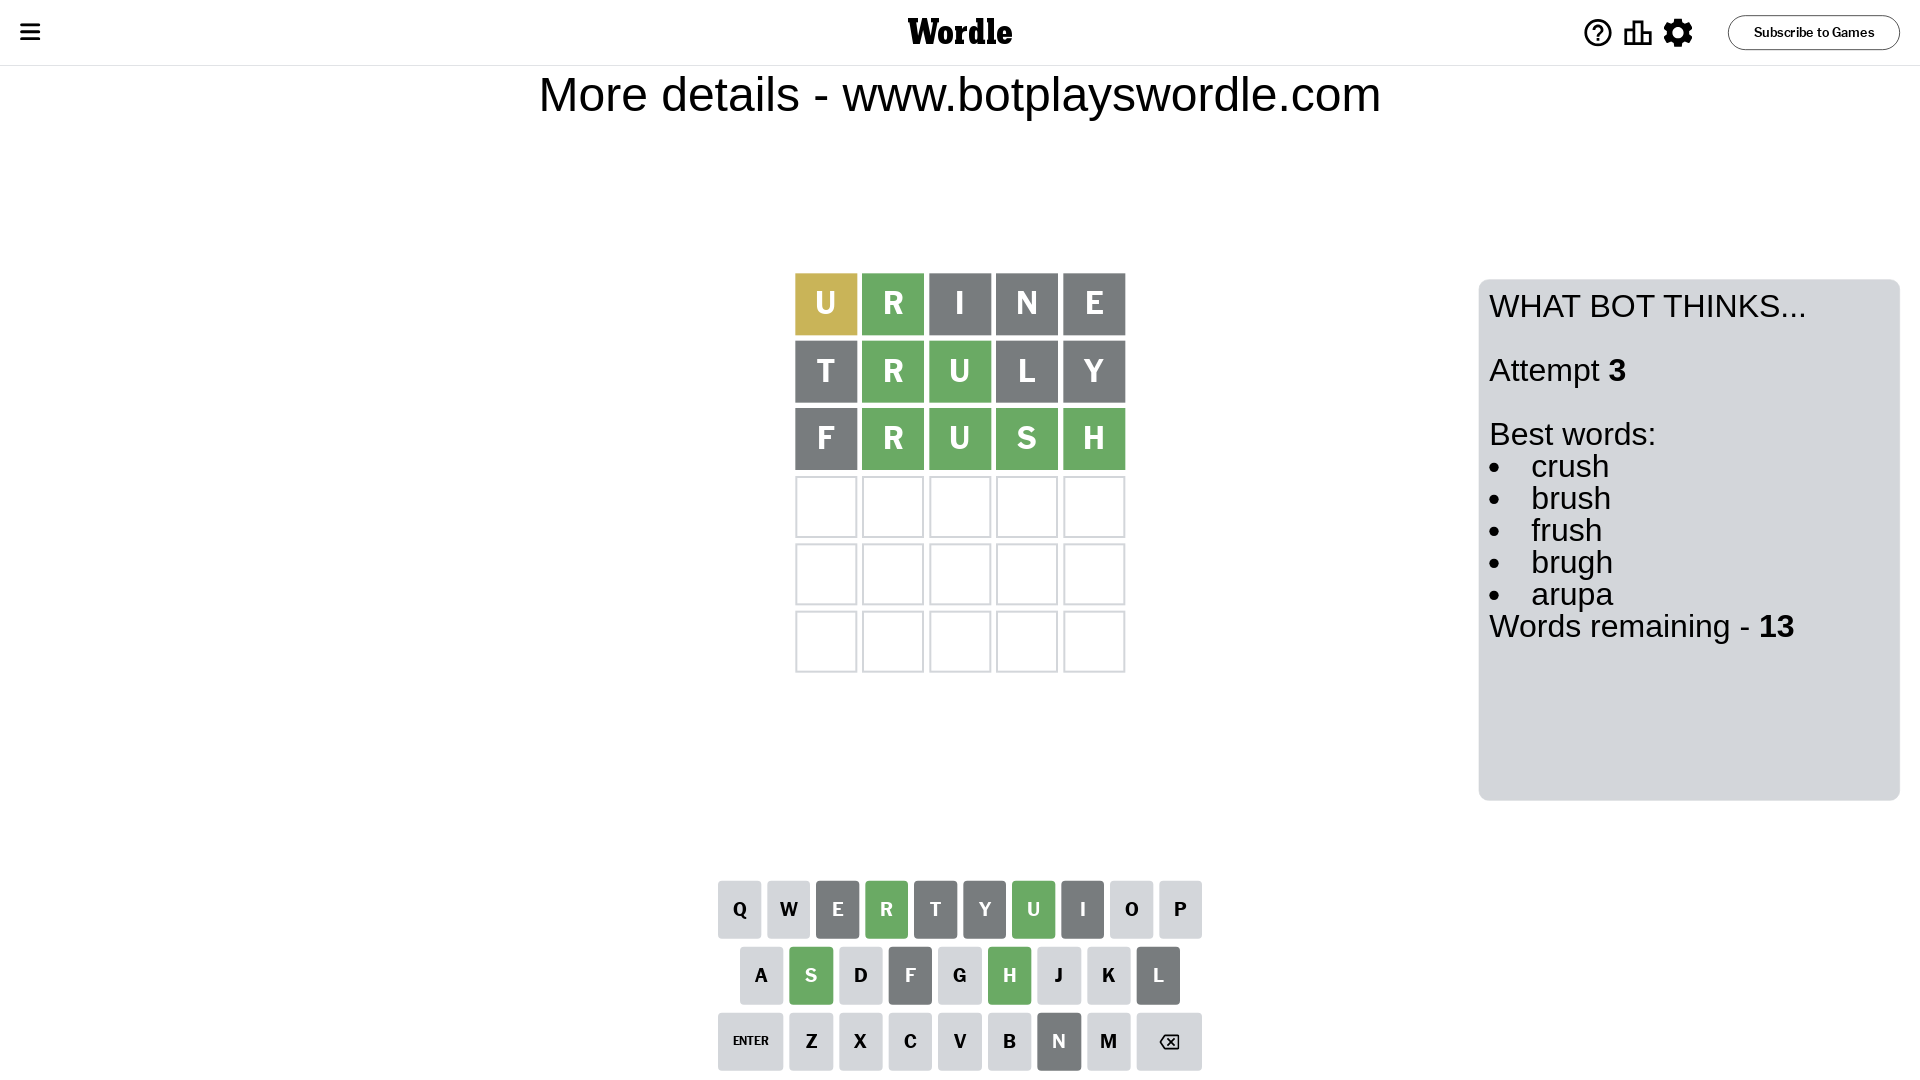 Wordle
Subscribe to Games
More details - www.botplayswordle.com
U R I N E
T R U L Y
F R U S H
WHAT BOT THINKS...
Attempt 3
Best words:
• crush
• brush
• frush
• brugh
• arupa
Words remaining - 13
Q W E R T Y U I O P
A S D F G H J K L
ENTER Z X C V B N M